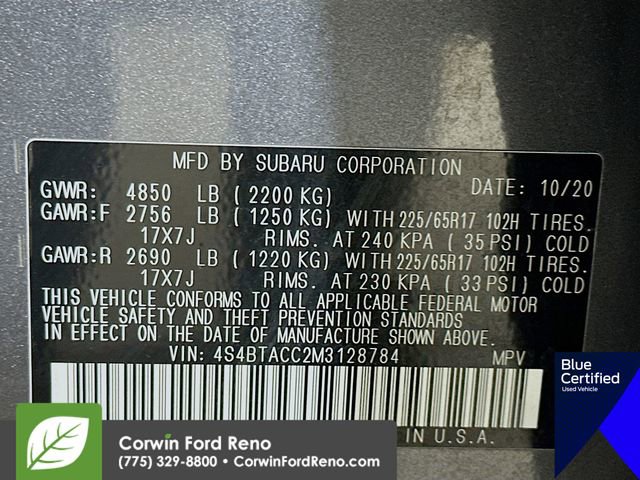 MFD BY SUBARU CORPORATION
GVWR: 4850 LB ( 2200 KG) DATE: 10/20
GAWR:F 2756 LB ( 1250 KG) WITH 225/65R17 102H TIRES.
17X7J RIMS. AT 240 KPA ( 35 PSI) COLD
GAWR:R 2690 LB ( 1220 KG) WITH 225/65R17 102H TIRES.
17X7J RIMS. AT 230 KPA ( 33 PSI) COLD
THIS VEHICLE CONFORMS TO ALL APPLICABLE FEDERAL MOTOR
VEHICLE SAFETY AND THEFT PREVENTION STANDARDS
IN EFFECT ON THE DATE OF MANUFACTURE SHOWN ABOVE.
VIN: 4S4BTACC2M3128784 MPV
IN U.S.A.
Blue
Certified
Used Vehicle
Corwin Ford Reno
(775) 329-8800 • CorwinFordReno.com